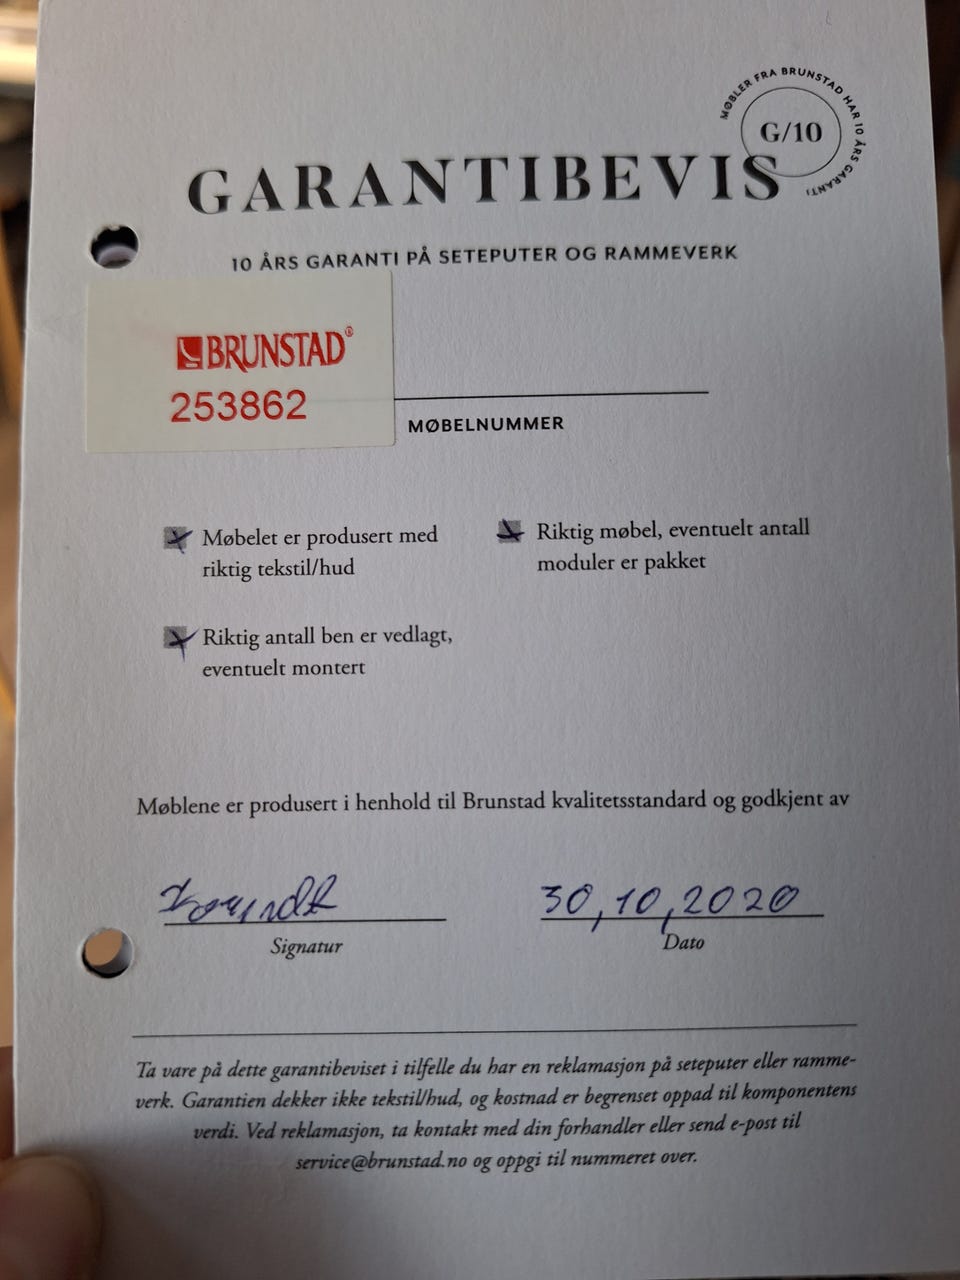 MØBLER FRA BRUNSTAD HAR 10 ÅRS GARANTI
G/10
GARANTIBEVIS
10 ÅRS GARANTI PÅ SETEPUTER OG RAMMEVERK
BRUNSTAD®
253862
MØBELNUMMER
Møbelet er produsert med
riktig tekstil/hud
Riktig møbel, eventuelt antall
moduler er pakket
Riktig antall ben er vedlagt,
eventuelt montert
Møblene er produsert i henhold til Brunstad kvalitetsstandard og godkjent av
30,10,2020
Signatur
Dato
Ta vare på dette garantibeviset i tilfelle du har en reklamasjon på seteputer eller ramme-
verk. Garantien dekker ikke tekstil/hud, og kostnad er begrenset oppad til komponentens
verdi. Ved reklamasjon, ta kontakt med din forhandler eller send e-post til
service@brunstad.no og oppgi til nummeret over.